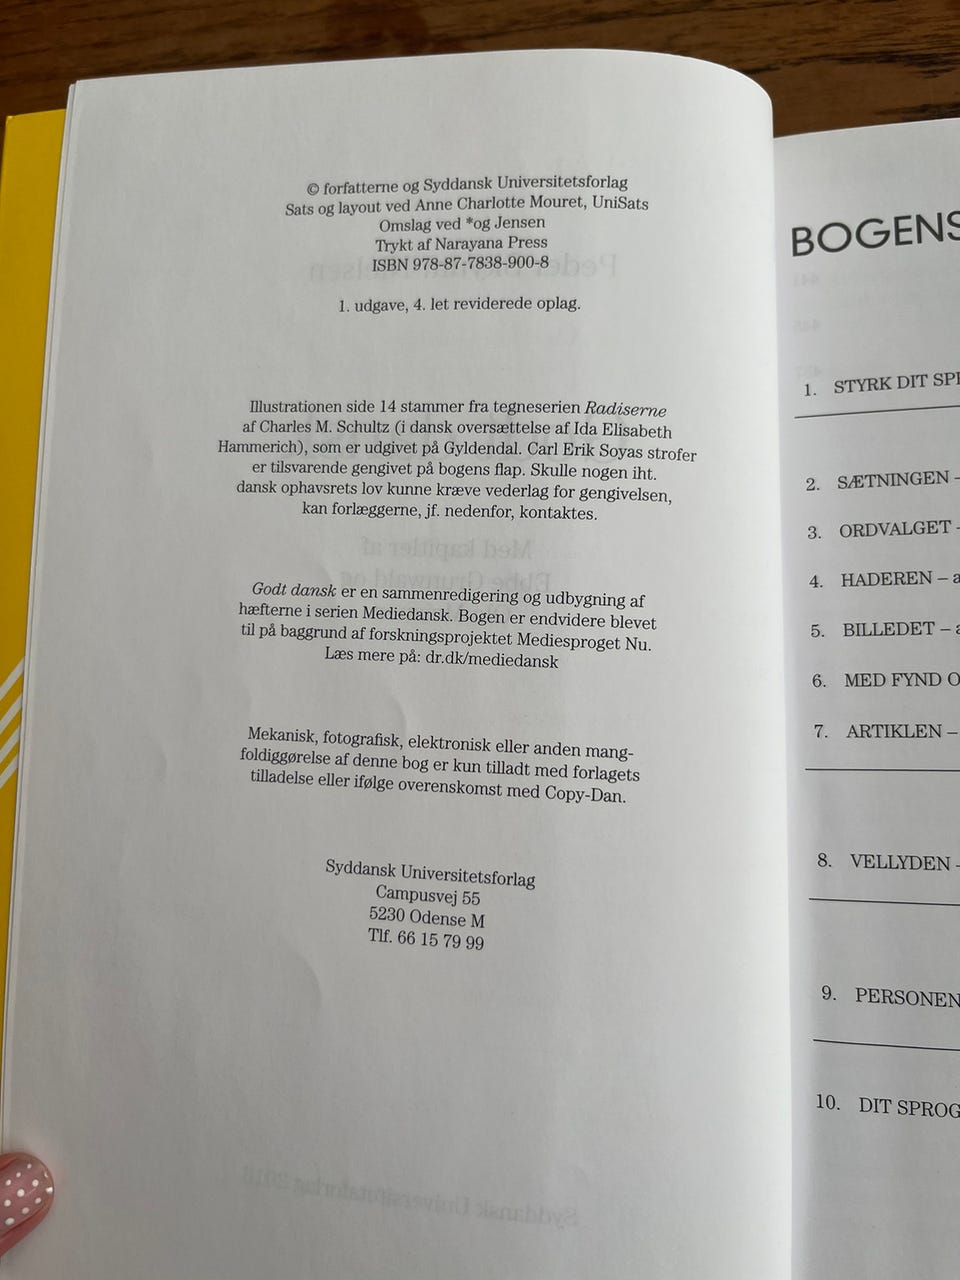 © forfatterne og Syddansk Universitetsforlag
Sats og layout ved Anne Charlotte Mouret, UniSats
Omslag ved *og Jensen
Trykt af Narayana Press
ISBN 978-87-7838-900-8
1. udgave, 4. let reviderede oplag.
Illustrationen side 14 stammer fra tegneserien Radiserne
af Charles M. Schultz (i dansk oversættelse af Ida Elisabeth
Hammerich), som er udgivet på Gyldendal. Carl Erik Soyas strofer
er tilsvarende gengivet på bogens flap. Skulle nogen iht.
dansk ophavsrets lov kunne kræve vederlag for gengivelsen,
kan forlæggerne, jf. nedenfor, kontaktes.
Godt dansk er en sammenredigering og udbygning af
hæfterne i serien Mediedansk. Bogen er endvidere blevet
til på baggrund af forskningsprojektet Mediesproget Nu.
Læs mere på: dr.dk/mediedansk
Mekanisk, fotografisk, elektronisk eller anden mang-
foldiggørelse af denne bog er kun tilladt med forlagets
tilladelse eller ifølge overenskomst med Copy-Dan.
Syddansk Universitetsforlag
Campusvej 55
5230 Odense M
Tlf. 66 15 79 99
BOGENS
1. STYRK DIT SPR
2. SÆTNINGEN –
3. ORDVALGET –
4. HADEREN – a
5. BILLEDET – a
6. MED FYND O
7. ARTIKLEN –
8. VELLYDEN –
9. PERSONEN
10. DIT SPROG